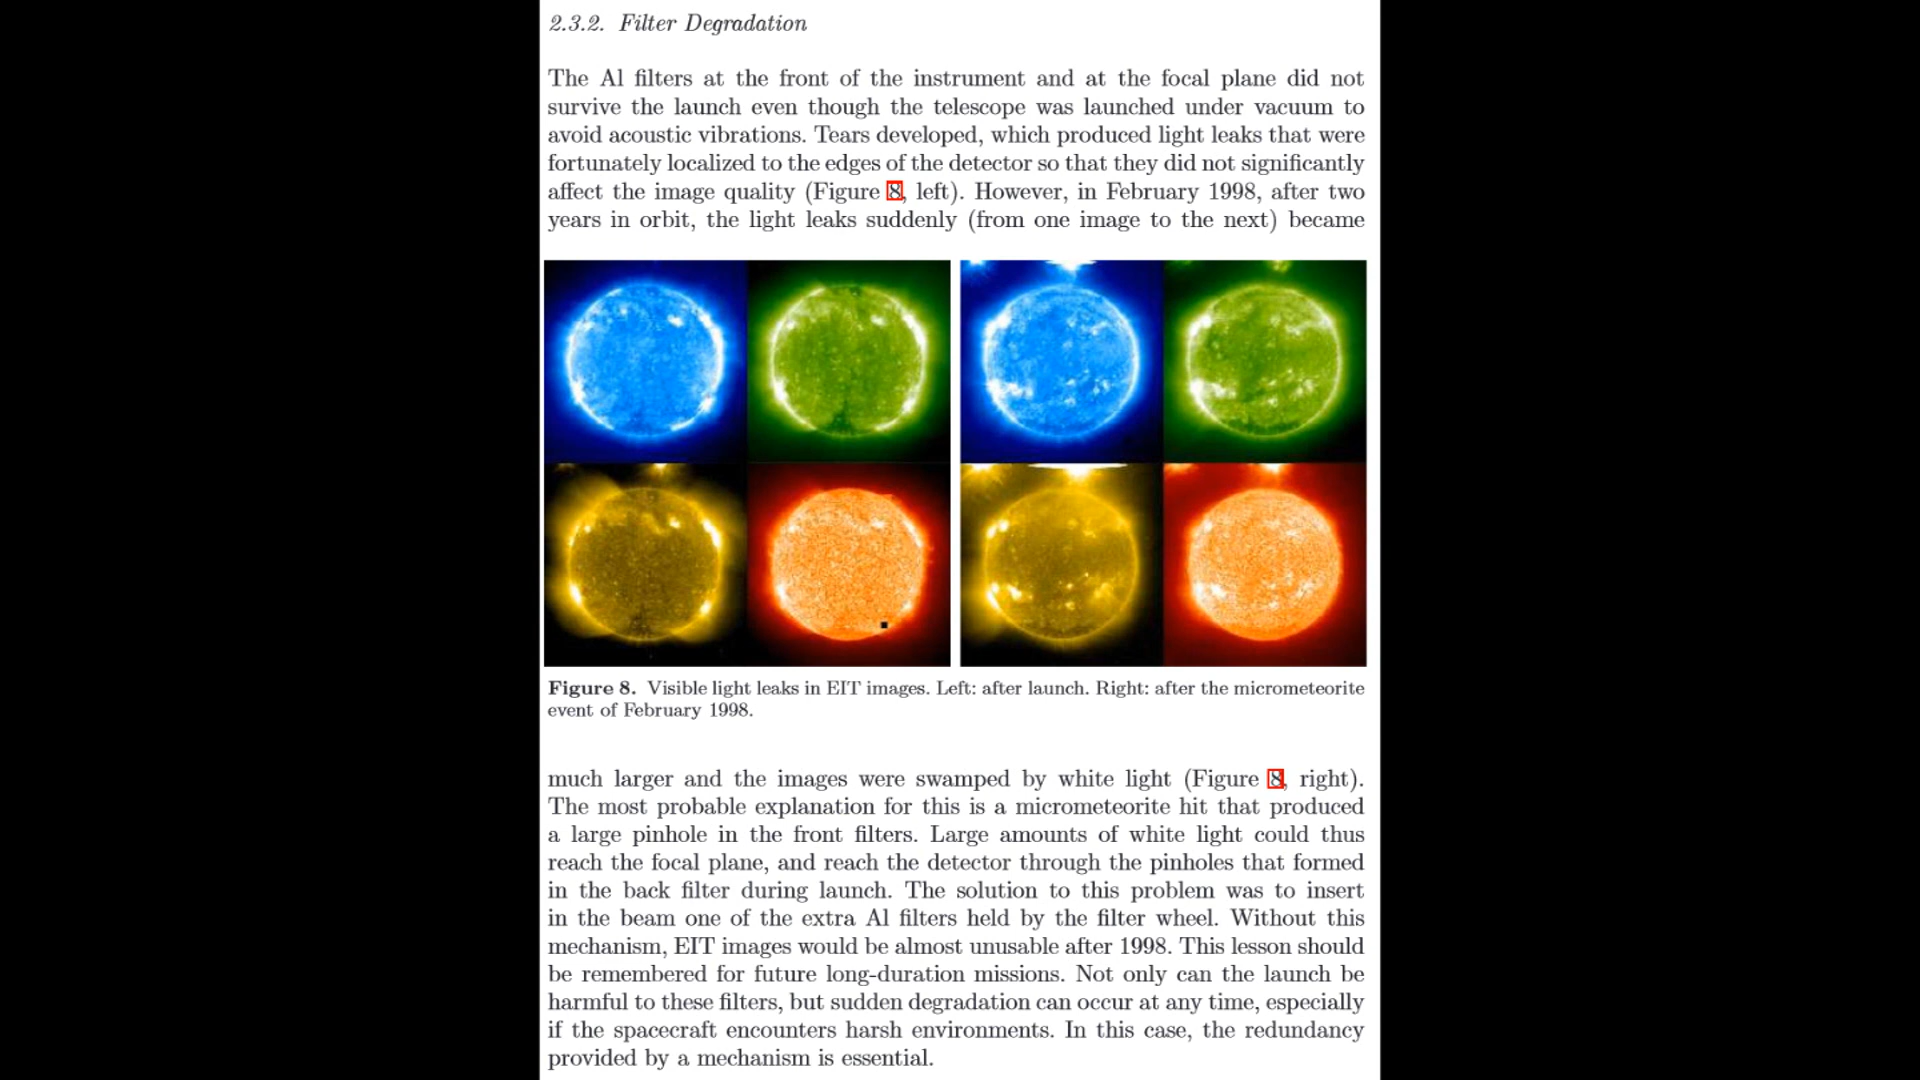 2.3.2. Filter Degradation
The Al filters at the front of the instrument and at the focal plane did not
survive the launch even though the telescope was launched under vacuum to
avoid acoustic vibrations. Tears developed, which produced light leaks that were
fortunately localized to the edges of the detector so that they did not significantly
affect the image quality (Figure 8, left). However, in February 1998, after two
years in orbit, the light leaks suddenly (from one image to the next) became
Figure 8. Visible light leaks in EIT images. Left: after launch. Right: after the micrometeorite
event of February 1998.
much larger and the images were swamped by white light (Figure 8, right).
The most probable explanation for this is a micrometeorite hit that produced
a large pinhole in the front filters. Large amounts of white light could thus
reach the focal plane, and reach the detector through the pinholes that formed
in the back filter during launch. The solution to this problem was to insert
in the beam one of the extra Al filters held by the filter wheel. Without this
mechanism, EIT images would be almost unusable after 1998. This lesson should
be remembered for future long-duration missions. Not only can the launch be
harmful to these filters, but sudden degradation can occur at any time, especially
if the spacecraft encounters harsh environments. In this case, the redundancy
provided by a mechanism is essential.